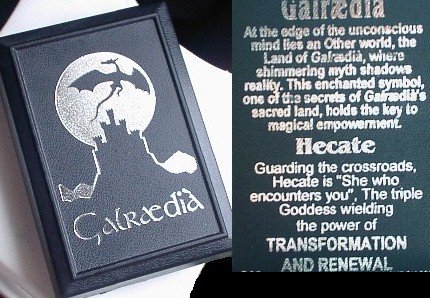 Galrædia
Galrædia
At the edge of the unconscious
mind lies an Other world, the
Land of Galrædia, where
shimmering myth shadows
reality. This enchanted symbol,
one of the secrets of Galrædia's
sacred land, holds the key to
magical empowerment.
Hecate
Guarding the crossroads,
Hecate is "She who
encounters you", The triple
Goddess wielding
the power of
TRANSFORMATION
AND RENEWAL